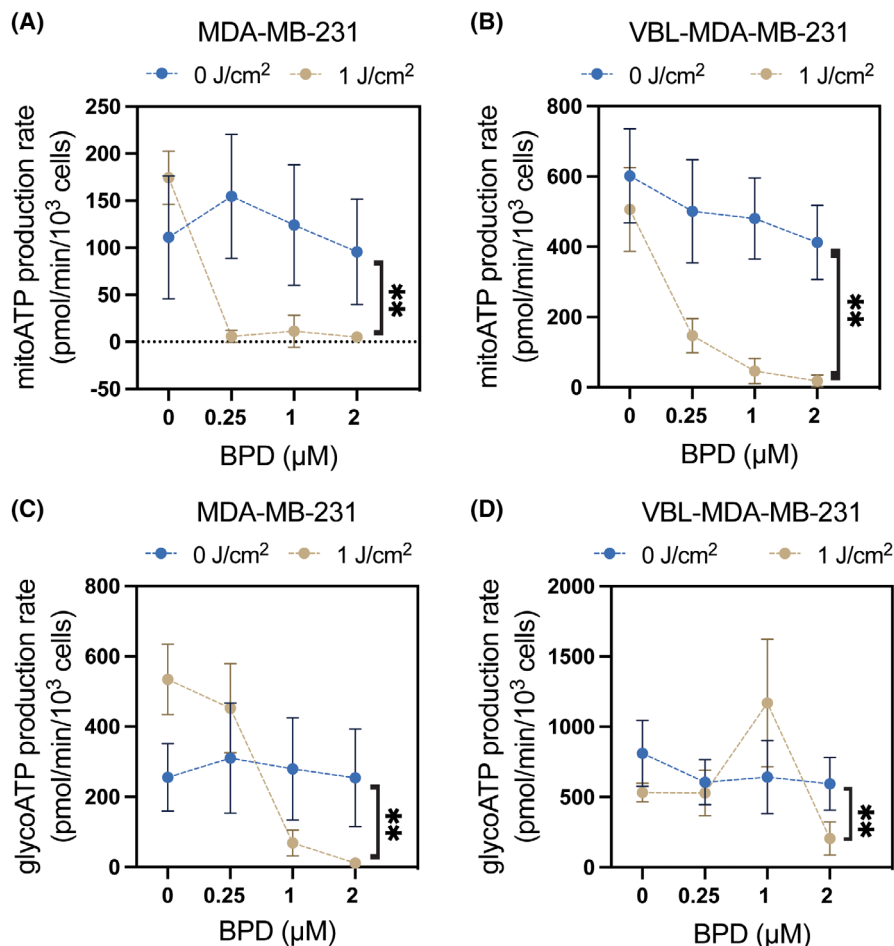 (A)
MDA-MB-231
0 J/cm²
1 J/cm²
mitoATP production rate
(pmol/min/10³ cells)
250
200
150
100
50
0
-50
0
0.25
1
2
BPD (µM)
**
(B)
VBL-MDA-MB-231
0 J/cm²
1 J/cm²
mitoATP production rate
(pmol/min/10³ cells)
800
600
400
200
0
0
0.25
1
2
BPD (µM)
**
(C)
MDA-MB-231
0 J/cm²
1 J/cm²
glycoATP production rate
(pmol/min/10³ cells)
800
600
400
200
0
0
0.25
1
2
BPD (µM)
**
(D)
VBL-MDA-MB-231
0 J/cm²
1 J/cm²
glycoATP production rate
(pmol/min/10³ cells)
2000
1500
1000
500
0
0
0.25
1
2
BPD (µM)
**